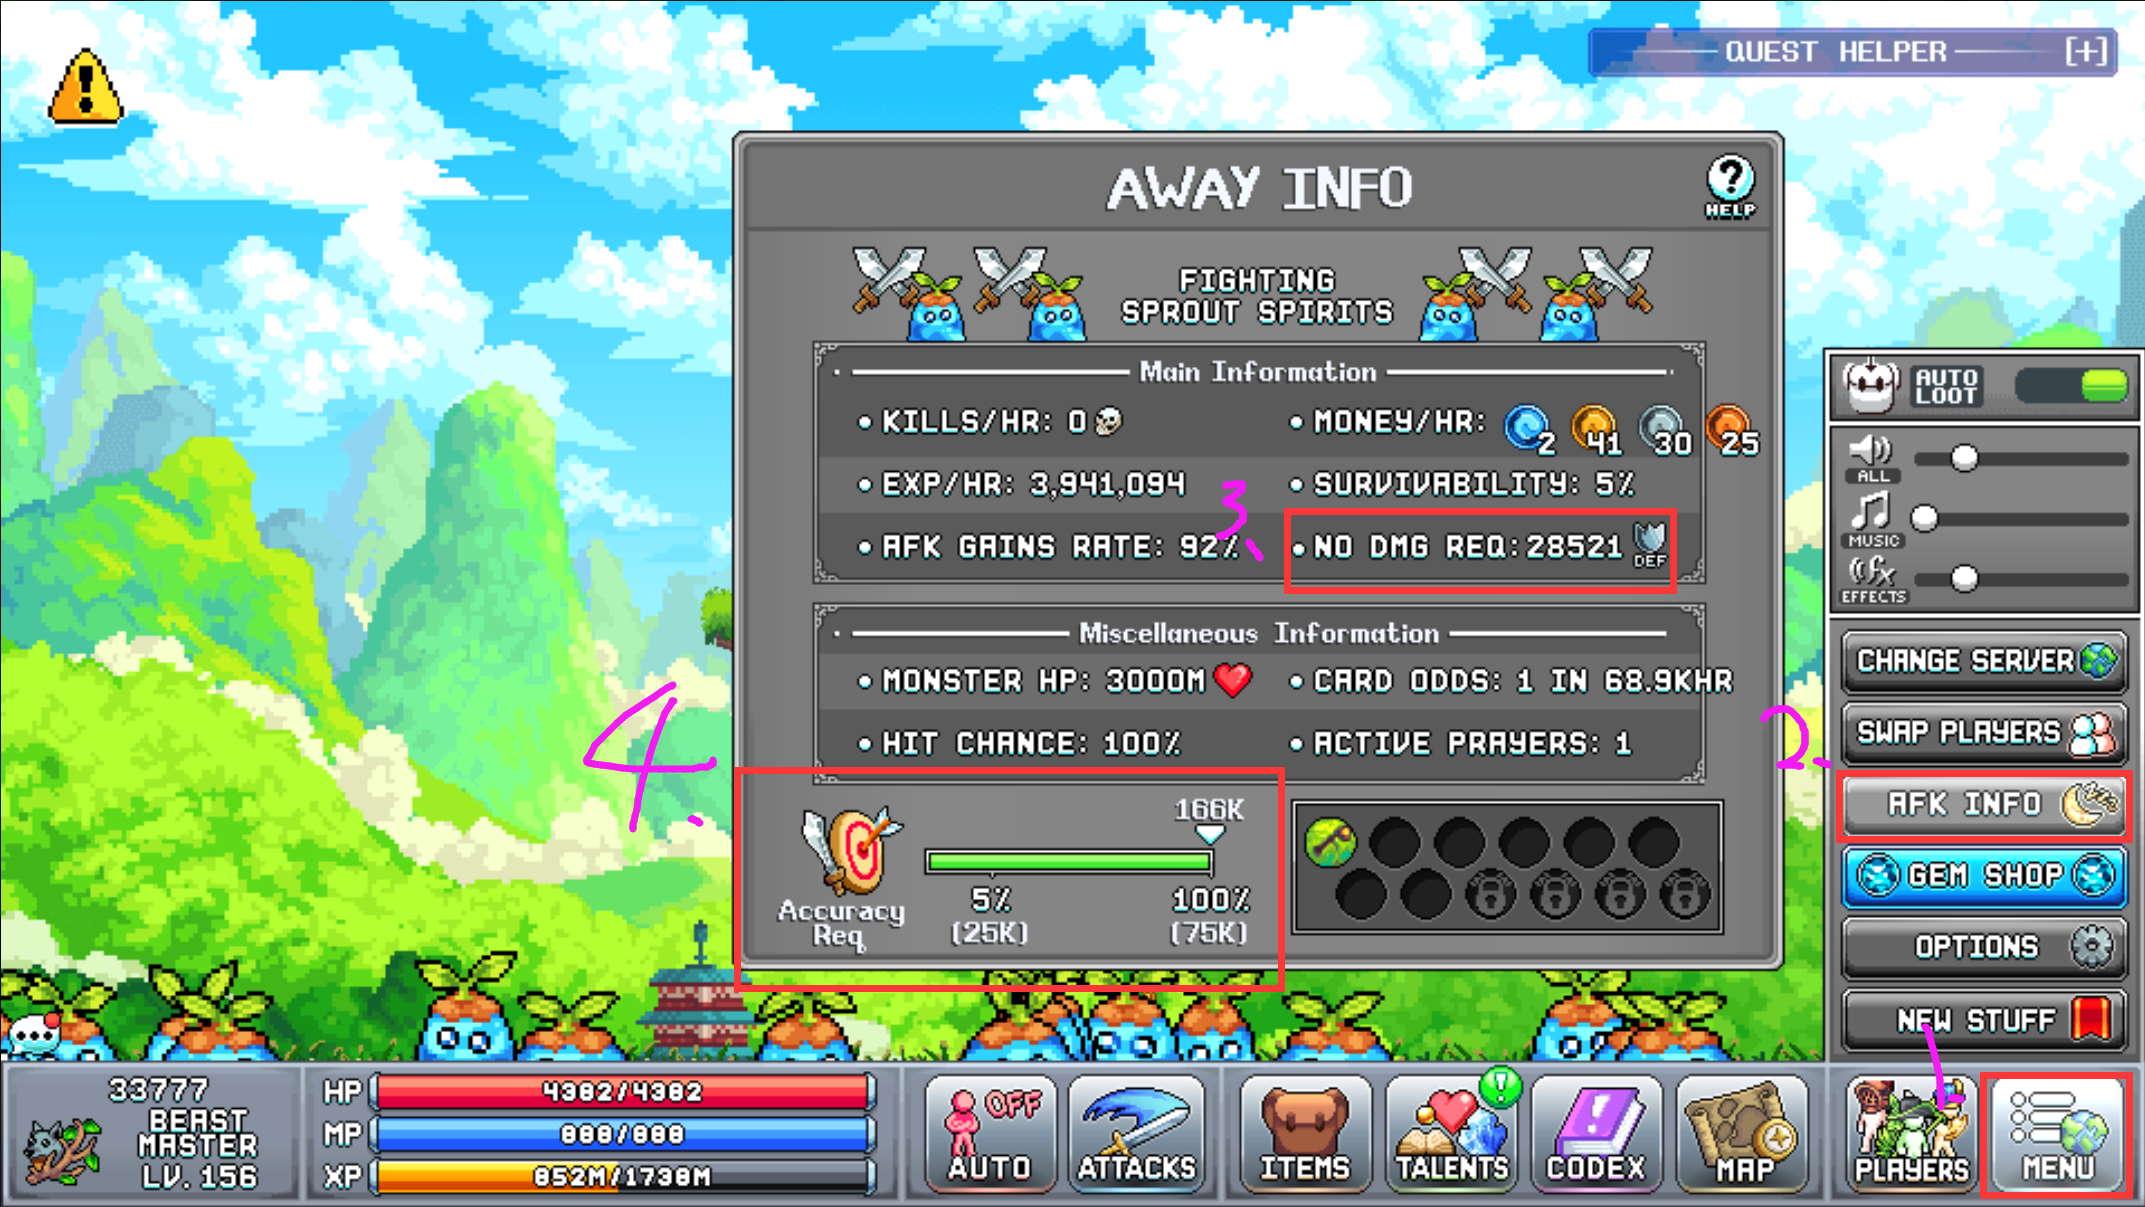 QUEST HELPER [+]
AWAY INFO
?
HELP
FIGHTING
SPROUT SPIRITS
Main Information
• KILLS/HR: 0
• MONEY/HR: 2 41 30 25
• EXP/HR: 3,941,094
• SURVIVABILITY: 5%
• AFK GAINS RATE: 92%
3、
• NO DMG REQ:28521
DEF
Miscellaneous Information
• MONSTER HP: 3000M
• CARD ODDS: 1 IN 68.9KHR
• HIT CHANCE: 100%
• ACTIVE PRAYERS: 1
4.
166K
5%
100%
(25K)
(75K)
Accuracy
Req
AUTO
LOOT
ALL
MUSIC
fx
EFFECTS
CHANGE SERVER
SWAP PLAYERS
2.
AFK INFO
GEM SHOP
OPTIONS
NEW STUFF
1
33777
BEAST
MASTER
LV. 156
HP 4382/4382
MP 888/888
XP 852M/1738M
OFF
AUTO
ATTACKS
ITEMS
TALENTS
CODEX
MAP
PLAYERS
MENU